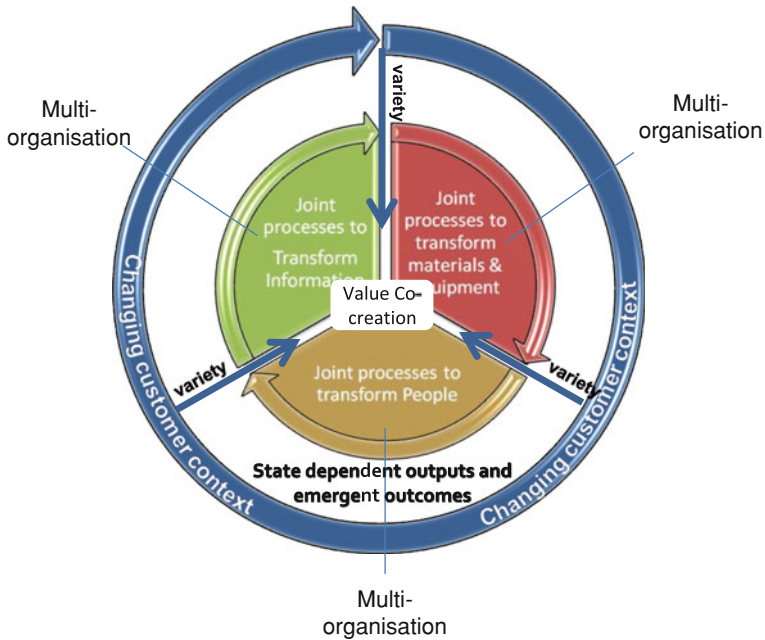 variety
Multi-
organisation
Multi-
organisation
Joint
processes to
Transform
Information
Joint
processes to
transform
materials &
uipment
Value Co-
creation
Changing customer context
Changing customer context
variety
variety
Joint processes to
transform People
State dependent outputs and
emergent outcomes
Multi-
organisation